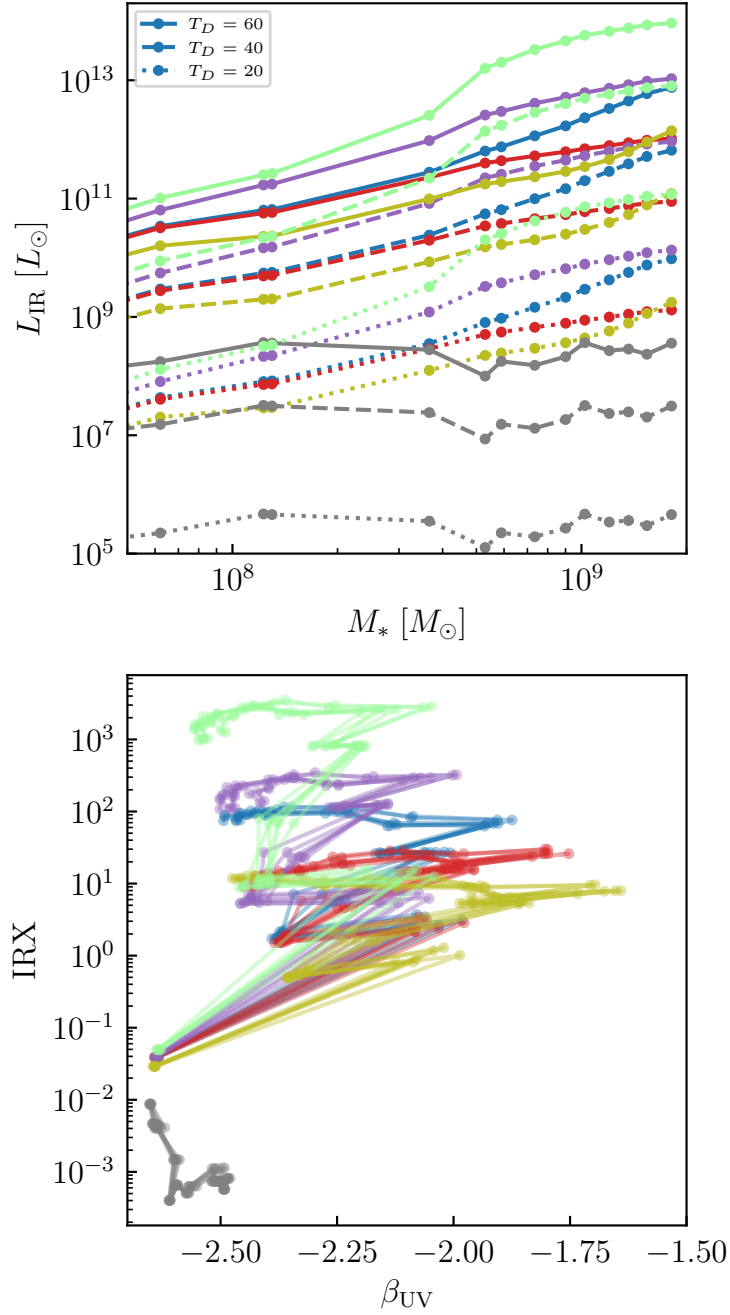 T_D = 60
T_D = 40
T_D = 20
10^13
10^11
10^9
10^7
10^5
L_IR [L_⊙]
10^8
10^9
M_* [M_⊙]
10^3
10^2
10^1
10^0
10^−1
10^−2
10^−3
IRX
−2.50
−2.25
−2.00
−1.75
−1.50
β_UV